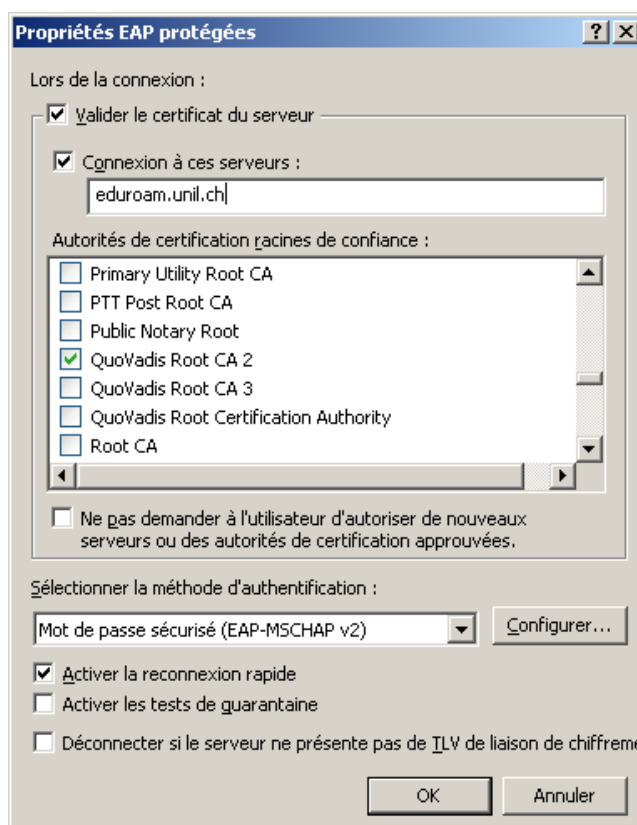 Propriétés EAP protégées
Lors de la connexion :
Valider le certificat du serveur
Connexion à ces serveurs :
eduroam.unil.ch
Autorités de certification racines de confiance :
Primary Utility Root CA
PTT Post Root CA
Public Notary Root
QuoVadis Root CA 2
QuoVadis Root CA 3
QuoVadis Root Certification Authority
Root CA
Ne pas demander à l'utilisateur d'autoriser de nouveaux
serveurs ou des autorités de certification approuvées.
Sélectionner la méthode d'authentification :
Mot de passe sécurisé (EAP-MSCHAP v2)
Configurer...
Activer la reconnexion rapide
Activer les tests de quarantaine
Déconnecter si le serveur ne présente pas de TLV de liaison de chiffreme
OK
Annuler